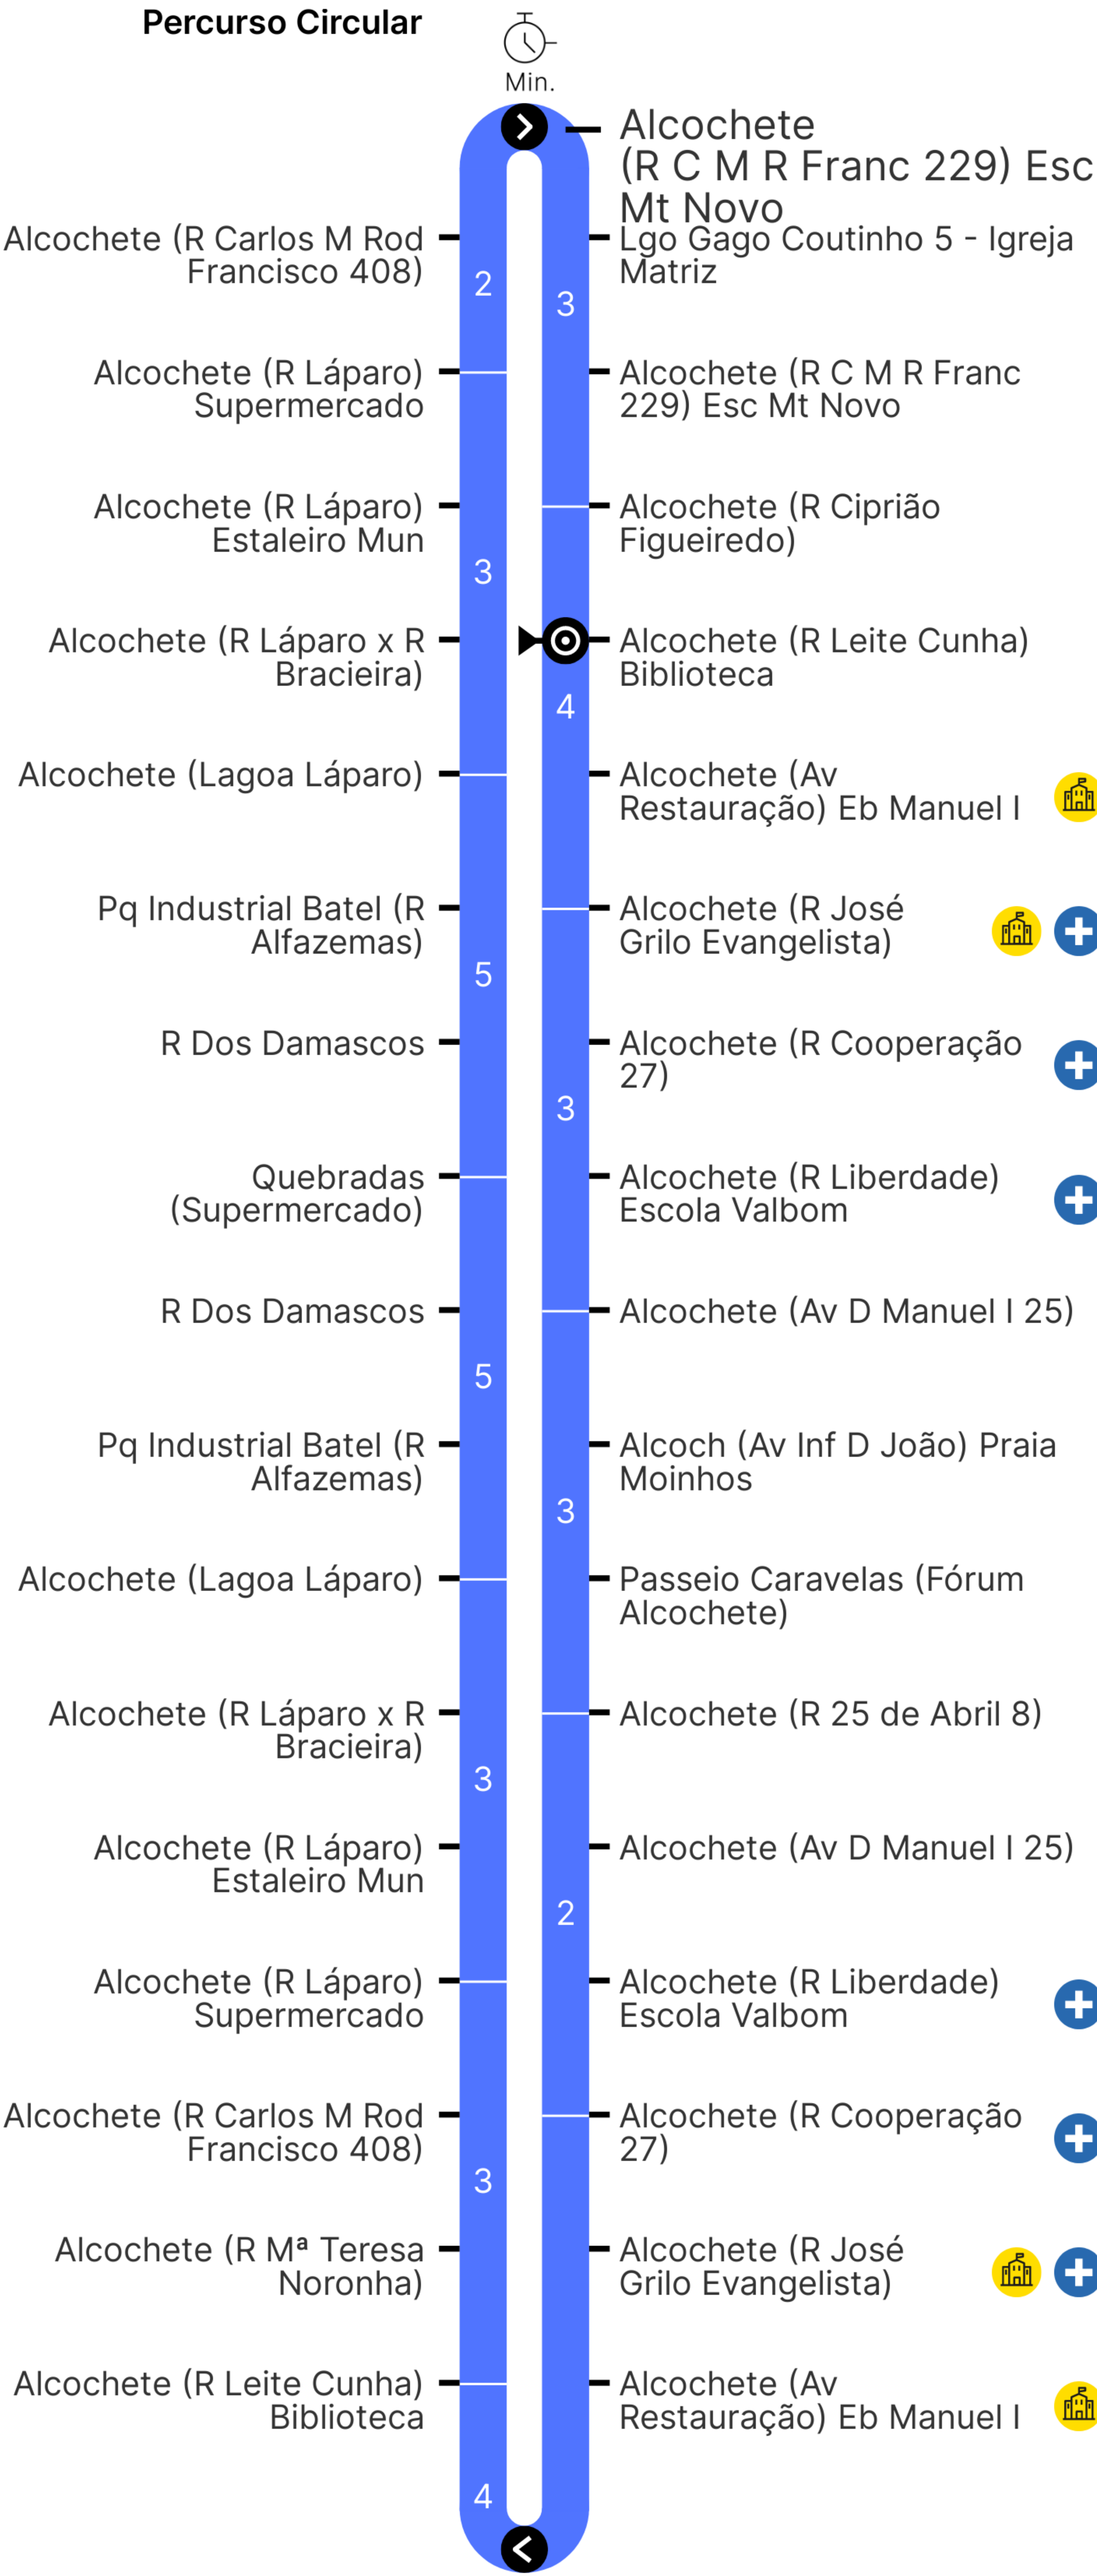 Percurso Circular
Min.
Alcochete
(R C M R Franc 229) Esc
Mt Novo
Alcochete (R Carlos M Rod
Francisco 408)
2
Lgo Gago Coutinho 5 - Igreja
Matriz
3
Alcochete (R Láparo)
Supermercado
Alcochete (R C M R Franc
229) Esc Mt Novo
Alcochete (R Láparo)
Estaleiro Mun
3
Alcochete (R Ciprião
Figueiredo)
Alcochete (R Láparo x R
Bracieira)
Alcochete (R Leite Cunha)
Biblioteca
4
Alcochete (Lagoa Láparo)
Alcochete (Av
Restauração) Eb Manuel I
Pq Industrial Batel (R
Alfazemas)
5
Alcochete (R José
Grilo Evangelista)
R Dos Damascos
Alcochete (R Cooperação
27)
3
Quebradas
(Supermercado)
Alcochete (R Liberdade)
Escola Valbom
R Dos Damascos
5
Alcochete (Av D Manuel I 25)
Pq Industrial Batel (R
Alfazemas)
Alcoch (Av Inf D João) Praia
Moinhos
3
Alcochete (Lagoa Láparo)
Passeio Caravelas (Fórum
Alcochete)
Alcochete (R Láparo x R
Bracieira)
3
Alcochete (R 25 de Abril 8)
Alcochete (R Láparo)
Estaleiro Mun
Alcochete (Av D Manuel I 25)
2
Alcochete (R Láparo)
Supermercado
Alcochete (R Liberdade)
Escola Valbom
Alcochete (R Carlos M Rod
Francisco 408)
3
Alcochete (R Cooperação
27)
Alcochete (R Mª Teresa
Noronha)
Alcochete (R José
Grilo Evangelista)
Alcochete (R Leite Cunha)
Biblioteca
4
Alcochete (Av
Restauração) Eb Manuel I